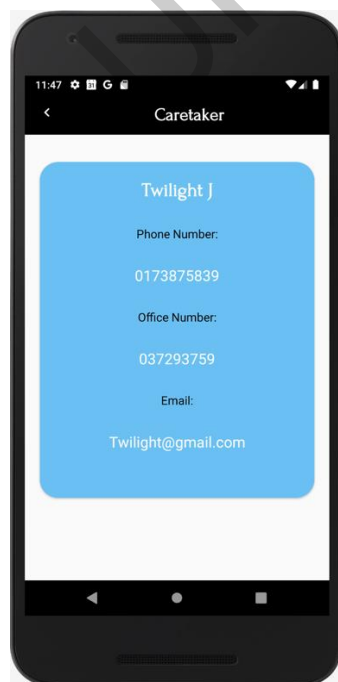 11:47
Caretaker
Twilight J
Phone Number:
0173875839
Office Number:
037293759
Email:
Twilight@gmail.com